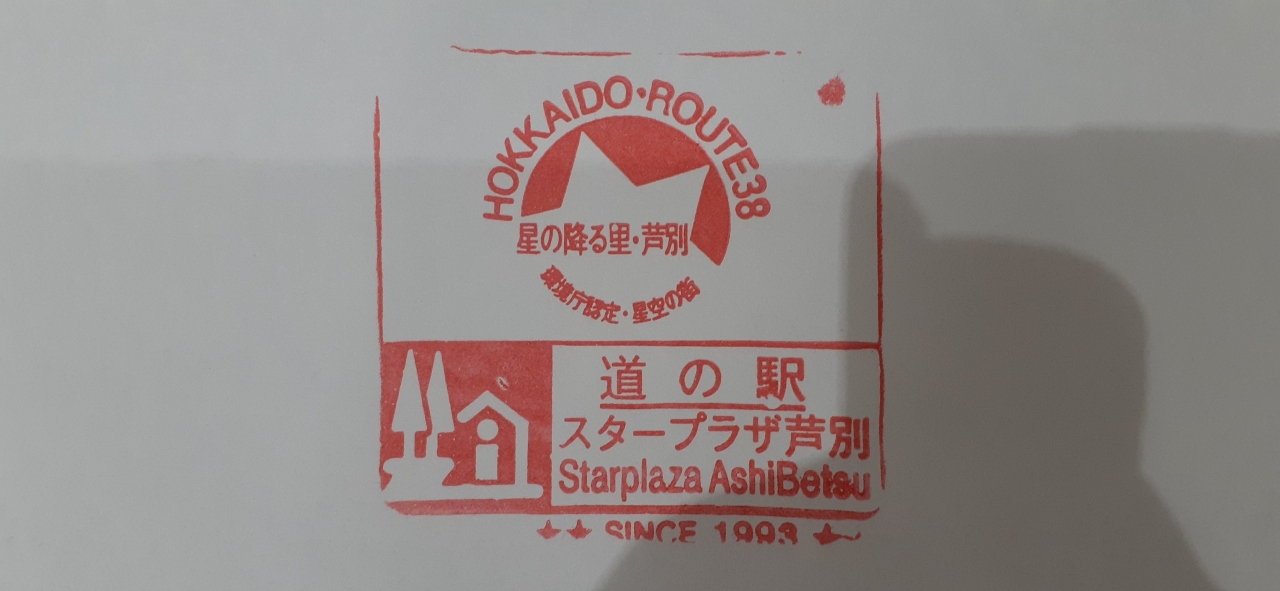 HOKKAIDO・ROUTE38
星の降る里・芦別
環境庁認定・星空の街
道の駅
スタープラザ芦別
Starplaza AshiBetsu
SINCE 1993